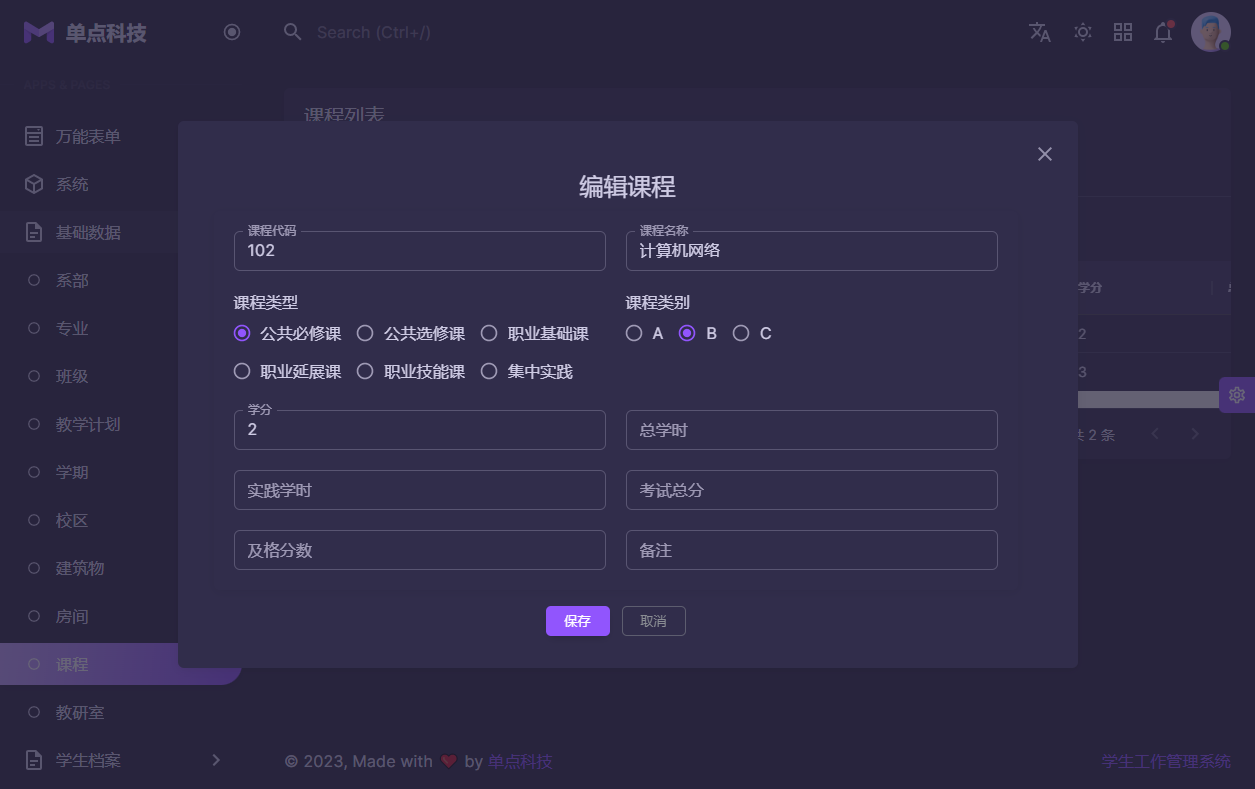 单点科技
Search (Ctrl+/)
APPS & PAGES
万能表单
系统
基础数据
系部
专业
班级
教学计划
学期
校区
建筑物
房间
课程
教研室
学生档案
课程列表
编辑课程
课程代码
102
课程名称
计算机网络
课程类型
公共必修课 公共选修课 职业基础课
职业延展课 职业技能课 集中实践
课程类别
A B C
学分
2
总学时
实践学时
考试总分
及格分数
备注
保存
取消
学分
2
3
共 2 条
© 2023, Made with ❤ by 单点科技
学生工作管理系统